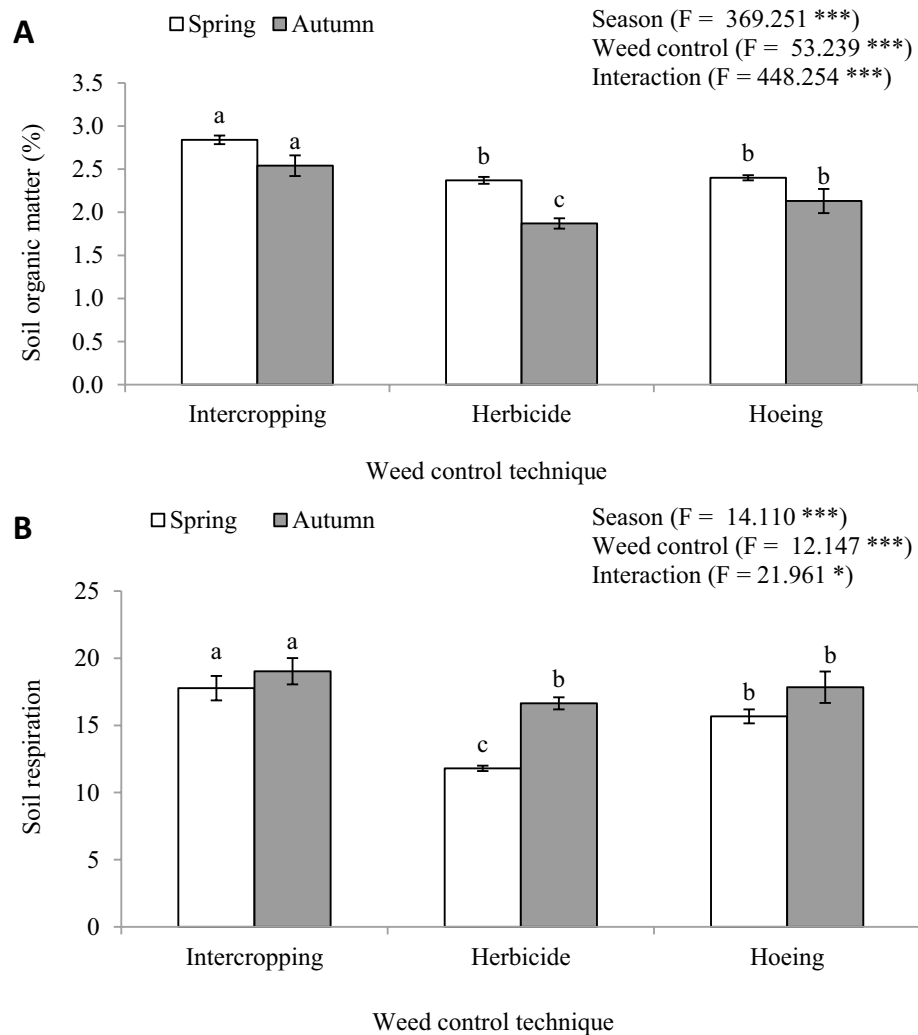 A
Spring Autumn
Season (F = 369.251 ***)
Weed control (F = 53.239 ***)
Interaction (F = 448.254 ***)
Soil organic matter (%)
3.5
3.0
2.5
2.0
1.5
1.0
0.5
0.0
a a b c b b
Intercropping Herbicide Hoeing
Weed control technique
B
Spring Autumn
Season (F = 14.110 ***)
Weed control (F = 12.147 ***)
Interaction (F = 21.961 *)
Soil respiration
25
20
15
10
5
0
a a c b b b
Intercropping Herbicide Hoeing
Weed control technique